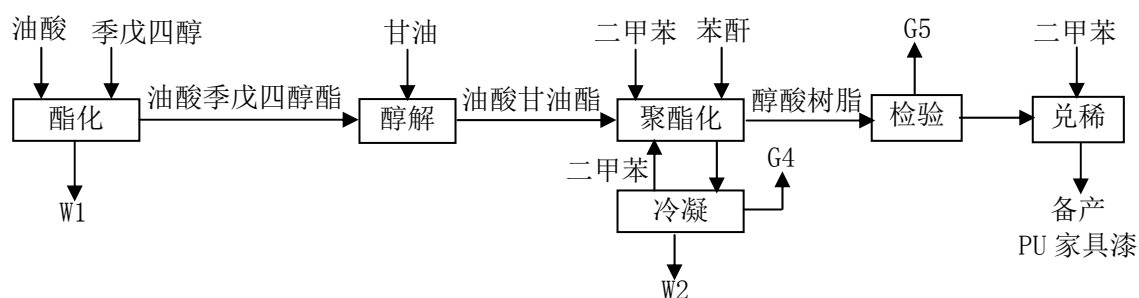 油酸 季戊四醇 甘油 二甲苯 苯酐 G5 二甲苯
酯化 油酸季戊四醇酯 醇解 油酸甘油酯 聚酯化 醇酸树脂 检验 兑稀
二甲苯 G4
W1 冷凝 备产
W2 PU 家具漆